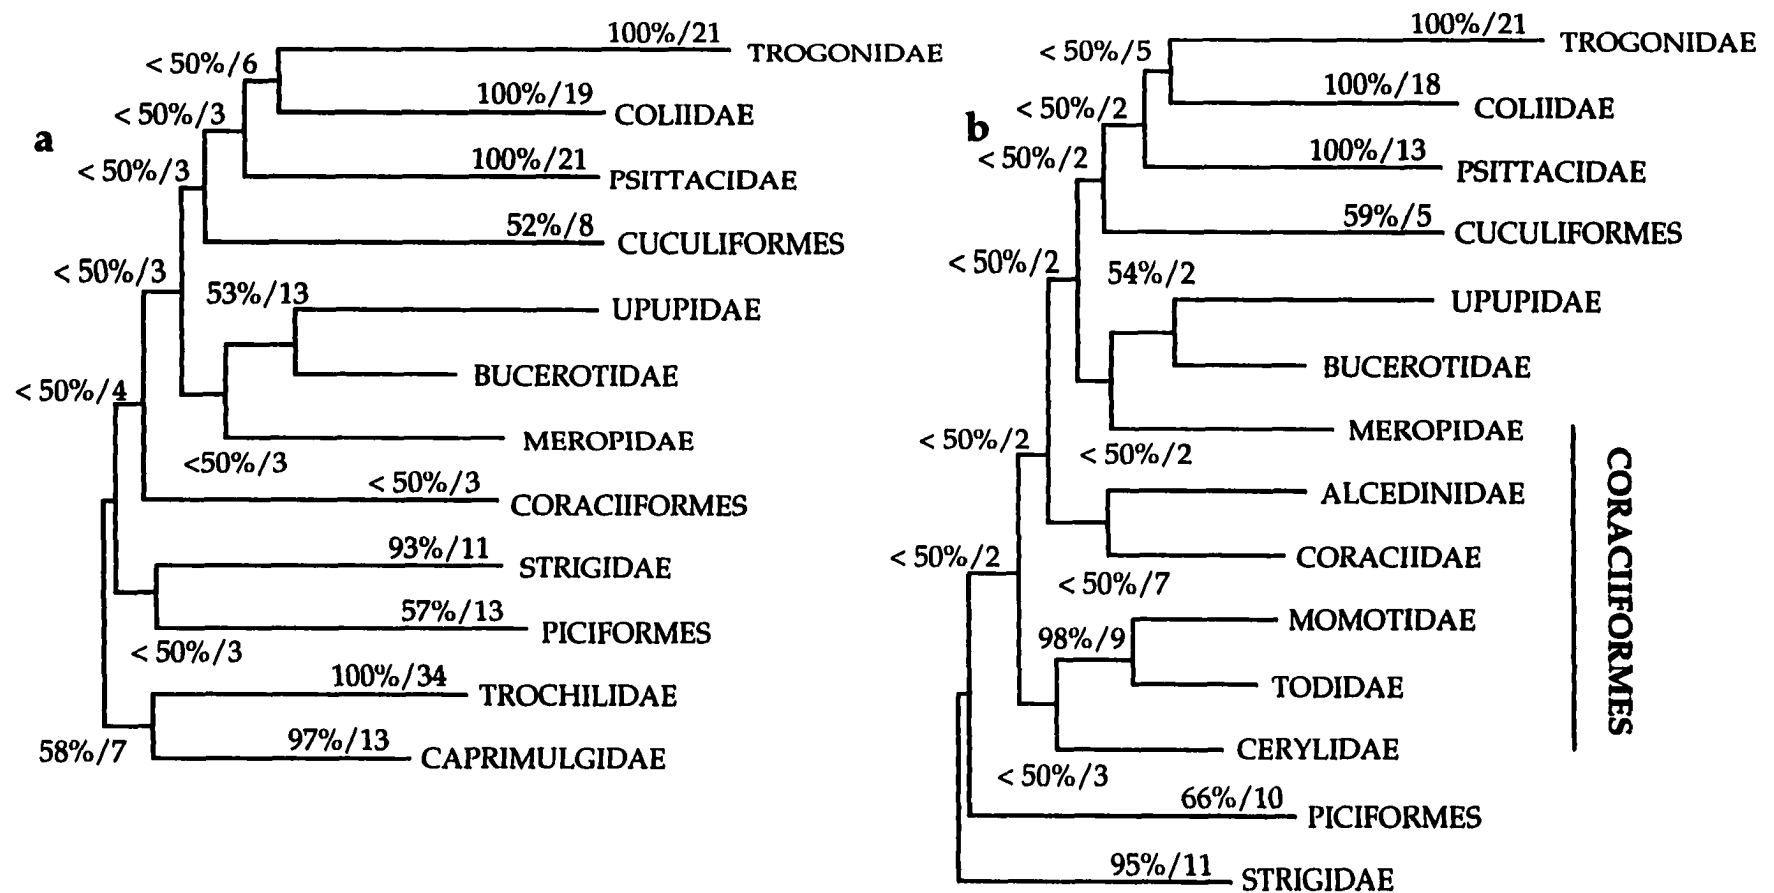 a
100%/21
TROGONIDAE
< 50%/6
100%/19
COLIIDAE
< 50%/3
100%/21
PSITTACIDAE
< 50%/3
52%/8
CUCULIFORMES
< 50%/3
53%/13
UPUPIDAE
BUCEROTIDAE
< 50%/4
MEROPIDAE
<50%/3
< 50%/3
CORACIIFORMES
93%/11
STRIGIDAE
57%/13
PICIFORMES
< 50%/3
100%/34
TROCHILIDAE
58%/7
97%/13
CAPRIMULGIDAE
b
100%/21
TROGONIDAE
< 50%/5
100%/18
COLIIDAE
< 50%/2
100%/13
PSITTACIDAE
< 50%/2
59%/5
CUCULIFORMES
< 50%/2
54%/2
UPUPIDAE
BUCEROTIDAE
MEROPIDAE
< 50%/2
< 50%/2
ALCEDINIDAE
CORACIIDAE
< 50%/2
< 50%/7
MOMOTIDAE
98%/9
TODIDAE
CERYLIDAE
< 50%/3
CORACIIFORMES
66%/10
PICIFORMES
95%/11
STRIGIDAE